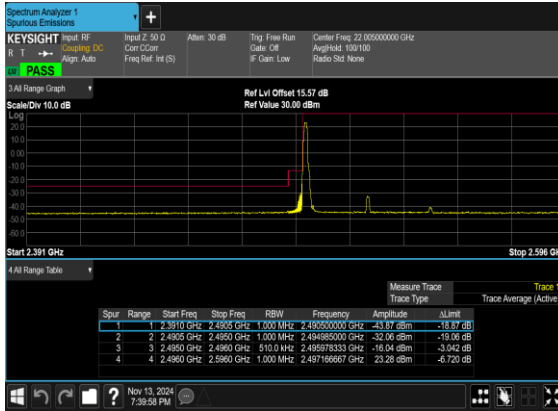 Spectrum Analyzer 1
Spurious Emissions
KEYSIGHT Input: RF Input Z: 50 Ω Atten: 30 dB Trig: Free Run Center Freq: 22.005000000 GHz
R T Coupling: DC Corr CCorr Gate: Off Avg|Hold: 100/100
Align: Auto Freq Ref: Int (S) IF Gain: Low Radio Std: None
PASS
3 All Range Graph
Ref Lvl Offset 15.57 dB
Scale/Div 10.0 dB Ref Value 30.00 dBm
Log
20.0
10.0
0.00
-10.0
-20.0
-30.0
-40.0
-50.0
-60.0
Start 2.391 GHz Stop 2.596 GH
4 All Range Table
Measure Trace Trace 1
Trace Type Trace Average (Active
Spur Range Start Freq Stop Freq RBW Frequency Amplitude ΔLimit
1 1 2.3910 GHz 2.4905 GHz 1.000 MHz 2.490500000 GHz -43.87 dBm -18.87 dB
2 2 2.4905 GHz 2.4950 GHz 1.000 MHz 2.494985000 GHz -32.06 dBm -19.06 dB
3 3 2.4950 GHz 2.4960 GHz 510.0 kHz 2.495978333 GHz -16.04 dBm -3.042 dB
4 4 2.4960 GHz 2.5960 GHz 1.000 MHz 2.497166667 GHz 23.28 dBm -6.720 dB
Nov 13, 2024
7:39:58 PM